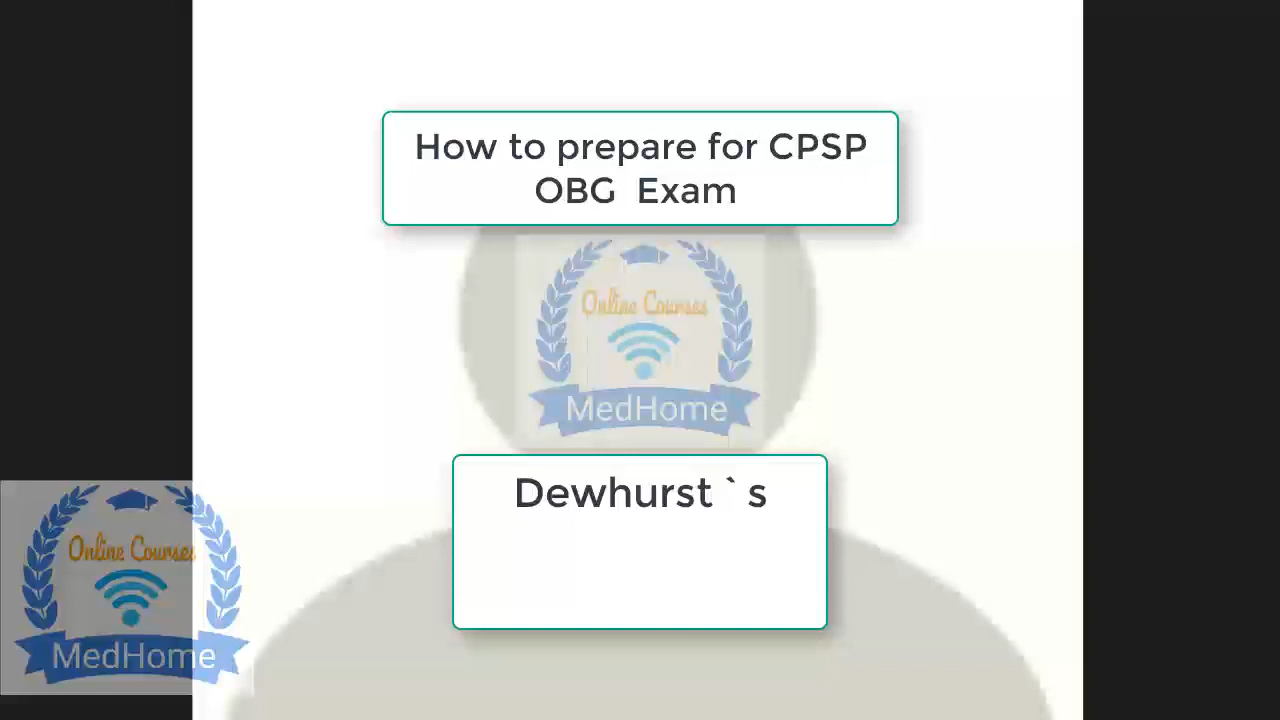 How to prepare for CPSP
OBG Exam
Online Courses
MedHome
Dewhurst`s
Online Courses
MedHome